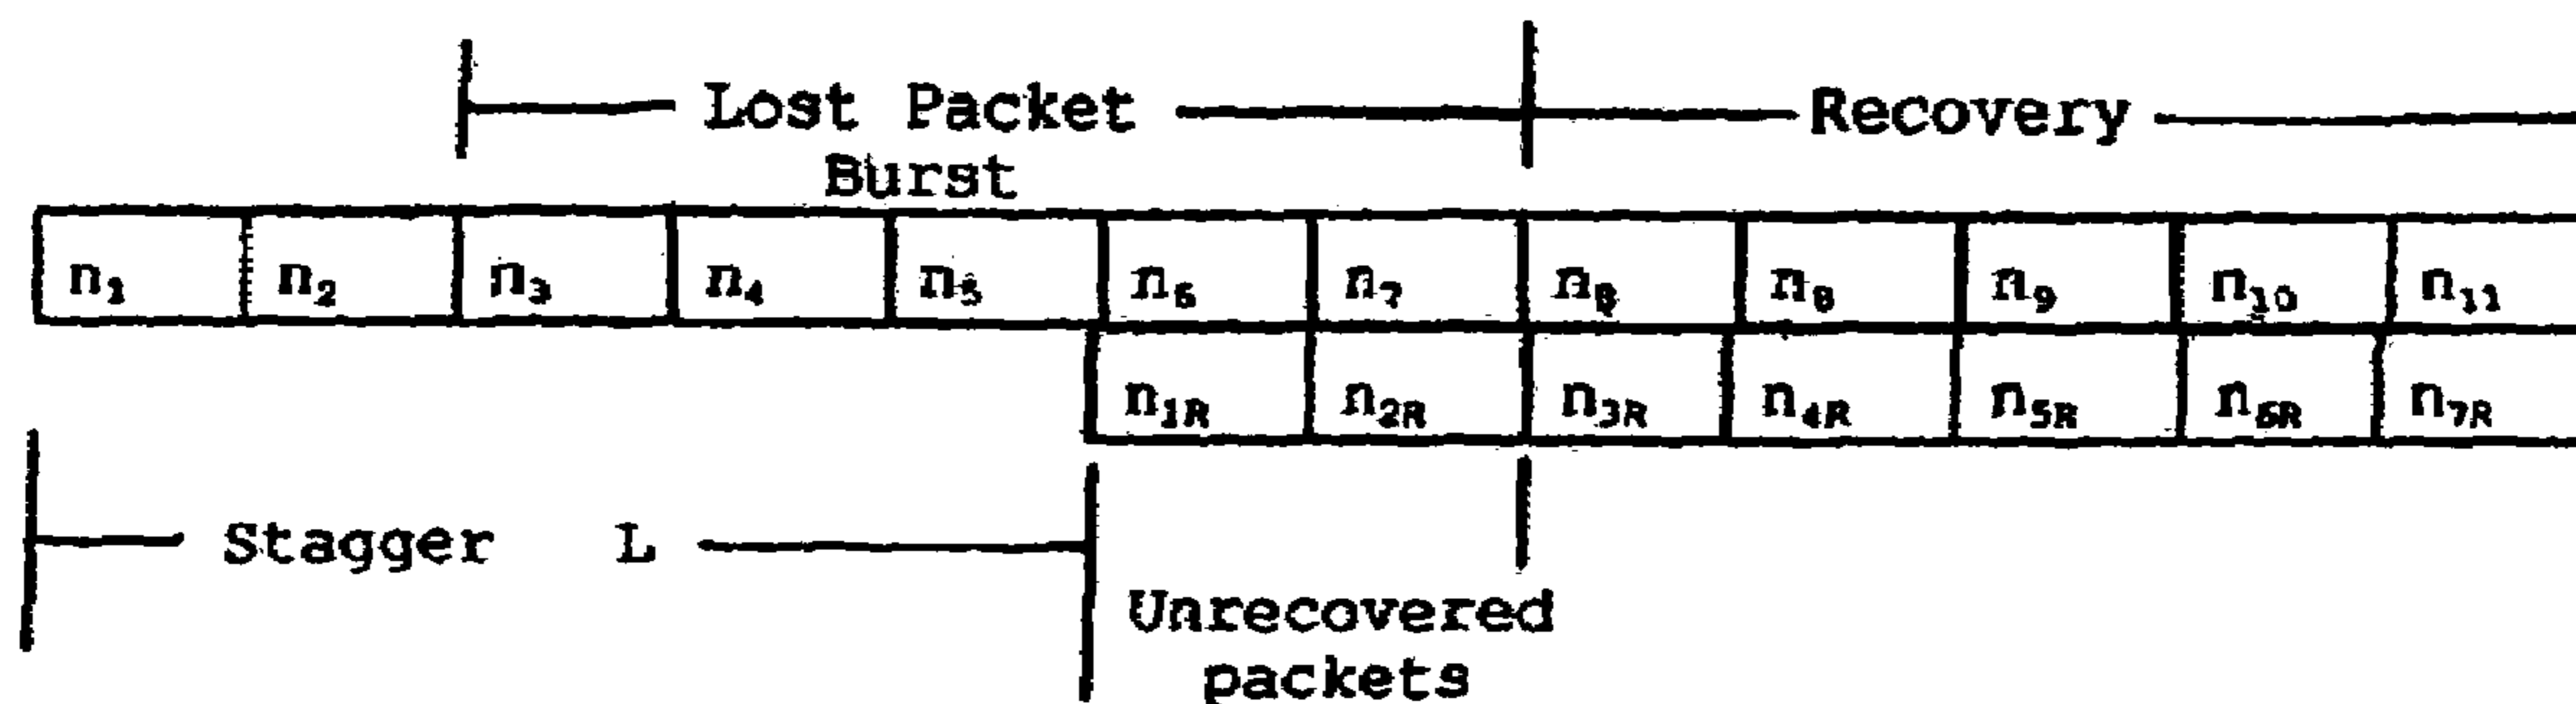 Lost Packet Recovery
Burst
n₁ n₂ n₃ n₄ n₅ n₆ n₇ n₈ n₈ n₉ n₁₀ n₁₁
n₁R n₂R n₃R n₄R n₅R n₆R n₇R
Stagger L
Unrecovered
packets